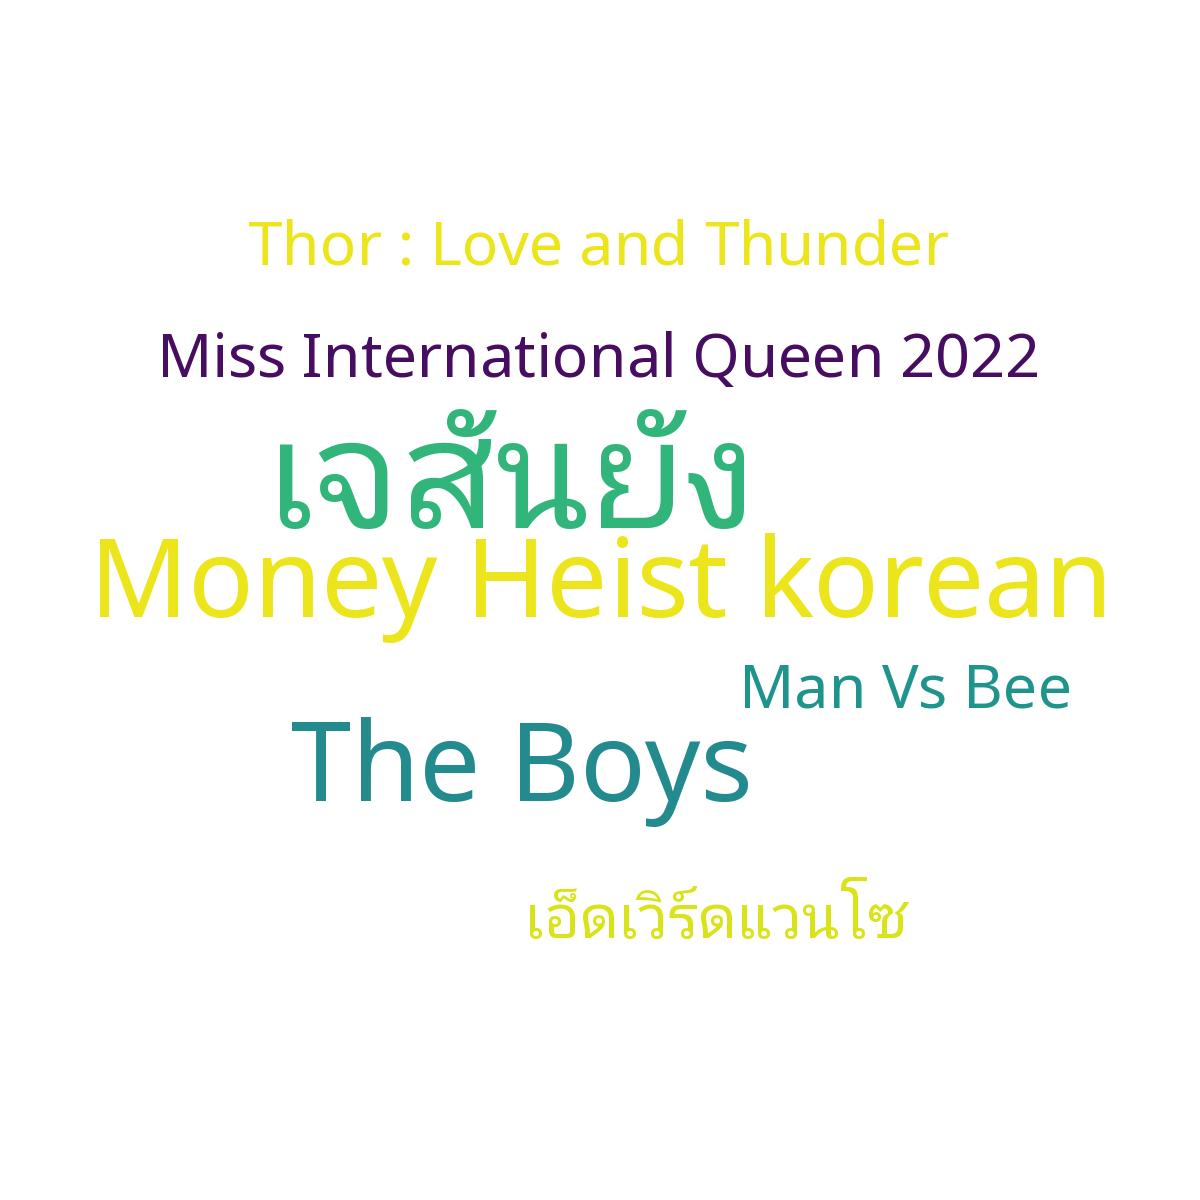 Thor : Love and Thunder
Miss International Queen 2022
เจสันยัง
Money Heist korean
Man Vs Bee
The Boys
เอ็ดเวิร์ดแวนโซ